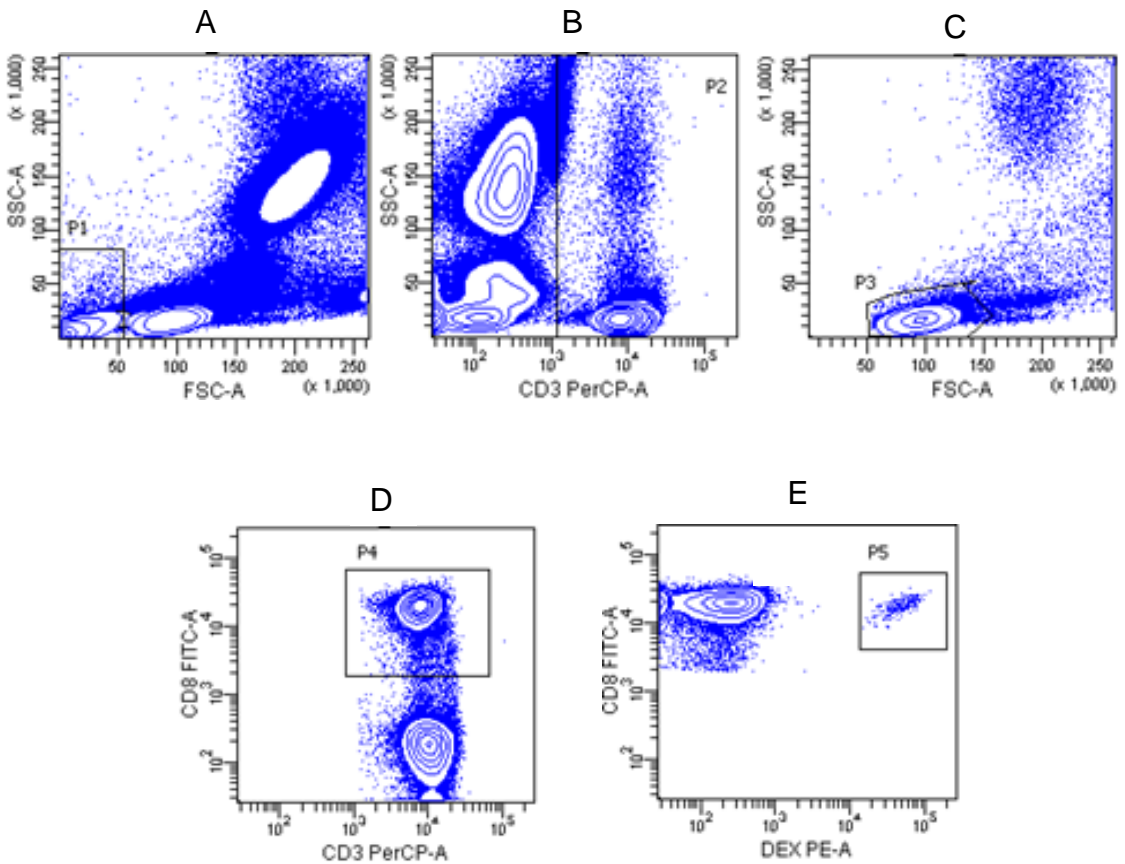 A
B
C
(x 1,000)
SSC-A
50 100 150 200 250
P1
50 100 150 200 250
FSC-A
(x 1,000)
(x 1,000)
SSC-A
50 100 150 200 250
P2
10² 10³ 10⁴ 10⁵
CD3 PerCP-A
(x 1,000)
SSC-A
50 100 150 200 250
P3
50 100 150 200 250
FSC-A
(x 1,000)
D
E
P4
CD8 FITC-A
10² 10³ 10⁴ 10⁵
10² 10³ 10⁴ 10⁵
CD3 PerCP-A
P5
CD8 FITC-A
10² 10³ 10⁴ 10⁵
10² 10³ 10⁴ 10⁵
DEX PE-A